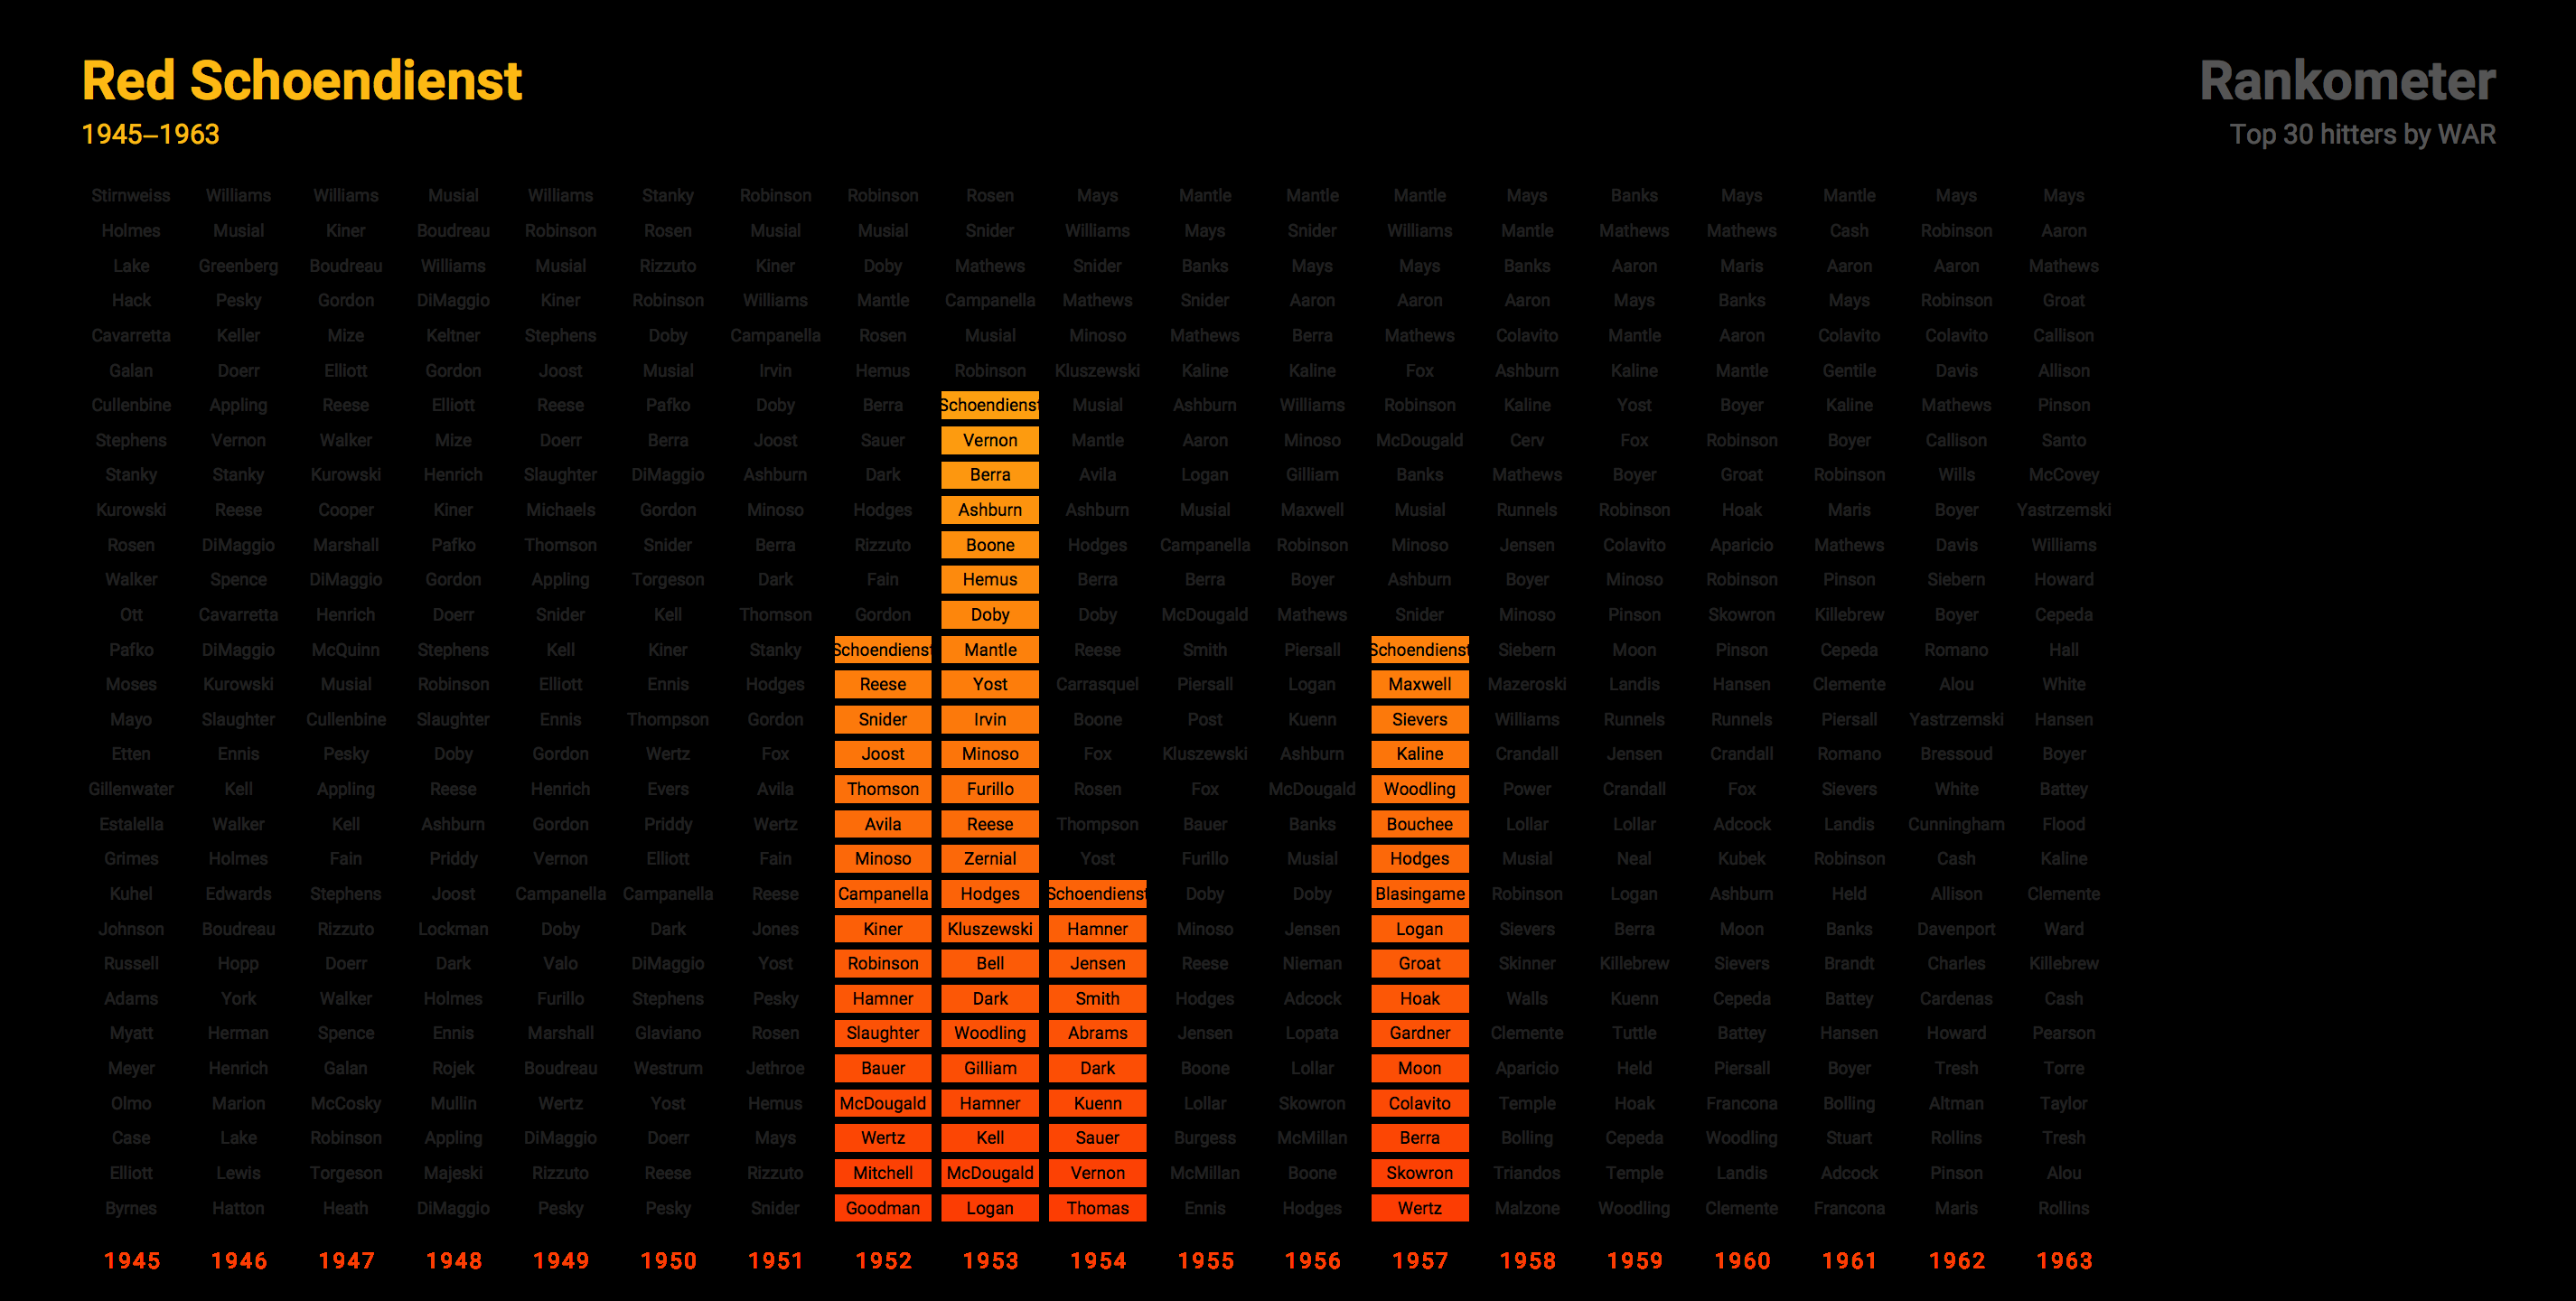 Red Schoendienst
1945–1963
Rankometer
Top 30 hitters by WAR
Stirnweiss Williams Williams Musial Williams Stanky Robinson Robinson Rosen Mays Mantle Mantle Mantle Mays Banks Mays Mantle Mays Mays
Holmes Musial Kiner Boudreau Robinson Rosen Musial Musial Snider Williams Mays Snider Williams Mantle Mathews Mathews Cash Robinson Aaron
Lake Greenberg Boudreau Williams Musial Rizzuto Kiner Doby Mathews Snider Banks Mays Mays Banks Aaron Maris Aaron Aaron Mathews
Hack Pesky Gordon DiMaggio Kiner Robinson Williams Mantle Campanella Mathews Snider Aaron Aaron Aaron Mays Banks Mays Robinson Groat
Cavarretta Keller Mize Keltner Stephens Doby Campanella Rosen Musial Minoso Mathews Berra Mathews Colavito Mantle Aaron Colavito Colavito Callison
Galan Doerr Elliott Gordon Joost Musial Irvin Hemus Robinson Kluszewski Kaline Kaline Fox Ashburn Kaline Mantle Gentile Davis Allison
Cullenbine Appling Reese Elliott Reese Pafko Doby Berra Schoendienst Musial Ashburn Williams Robinson Kaline Yost Boyer Kaline Mathews Pinson
Stephens Vernon Walker Mize Doerr Berra Joost Sauer Vernon Mantle Aaron Minoso McDougald Cerv Fox Robinson Boyer Callison Santo
Stanky Stanky Kurowski Henrich Slaughter DiMaggio Ashburn Dark Berra Avila Logan Gilliam Banks Mathews Boyer Groat Robinson Wills McCovey
Kurowski Reese Cooper Kiner Michaels Gordon Minoso Hodges Ashburn Ashburn Musial Maxwell Musial Runnels Robinson Hoak Maris Boyer Yastrzemski
Rosen DiMaggio Marshall Pafko Thomson Snider Berra Rizzuto Boone Hodges Campanella Robinson Minoso Jensen Colavito Aparicio Mathews Davis Williams
Walker Spence DiMaggio Gordon Appling Torgeson Dark Fain Hemus Berra Berra Boyer Ashburn Boyer Minoso Robinson Pinson Siebern Howard
Ott Cavarretta Henrich Doerr Snider Kell Thomson Gordon Doby Doby McDougald Mathews Snider Minoso Pinson Skowron Killebrew Boyer Cepeda
Pafko DiMaggio McQuinn Stephens Kell Kiner Stanky Schoendienst Mantle Reese Smith Piersall Schoendienst Siebern Moon Pinson Cepeda Romano Hall
Moses Kurowski Musial Robinson Elliott Ennis Hodges Reese Yost Carrasquel Piersall Logan Maxwell Mazeroski Landis Hansen Clemente Alou White
Mayo Slaughter Cullenbine Slaughter Ennis Thompson Gordon Snider Irvin Boone Post Kuenn Sievers Williams Runnels Runnels Piersall Yastrzemski Hansen
Etten Ennis Pesky Doby Gordon Wertz Fox Joost Minoso Fox Kluszewski Ashburn Kaline Crandall Jensen Crandall Romano Bressoud Boyer
Gillenwater Kell Appling Reese Henrich Evers Avila Thomson Furillo Rosen Fox McDougald Woodling Power Crandall Fox Sievers White Battey
Estalella Walker Kell Ashburn Gordon Priddy Wertz Avila Reese Thompson Bauer Banks Bouchee Lollar Lollar Adcock Landis Cunningham Flood
Grimes Holmes Fain Priddy Vernon Elliott Fain Minoso Zernial Yost Furillo Musial Hodges Musial Neal Kubek Robinson Cash Kaline
Kuhel Edwards Stephens Joost Campanella Campanella Reese Campanella Hodges Schoendienst Doby Doby Blasingame Robinson Logan Ashburn Held Allison Clemente
Johnson Boudreau Rizzuto Lockman Doby Dark Jones Kiner Kluszewski Hamner Minoso Jensen Logan Sievers Berra Moon Banks Davenport Ward
Russell Hopp Doerr Dark Valo DiMaggio Yost Robinson Bell Jensen Reese Nieman Groat Skinner Killebrew Sievers Brandt Charles Killebrew
Adams York Walker Holmes Furillo Stephens Pesky Hamner Dark Smith Hodges Adcock Hoak Walls Kuenn Cepeda Battey Cardenas Cash
Myatt Herman Spence Ennis Marshall Glaviano Rosen Slaughter Woodling Abrams Jensen Lopata Gardner Clemente Tuttle Battey Hansen Howard Pearson
Meyer Henrich Galan Rojek Boudreau Westrum Jethroe Bauer Gilliam Dark Boone Lollar Moon Aparicio Held Piersall Boyer Tresh Torre
Olmo Marion McCosky Mullin Wertz Yost Hemus McDougald Hamner Kuenn Lollar Skowron Colavito Temple Hoak Francona Bolling Altman Taylor
Case Lake Robinson Appling DiMaggio Doerr Mays Wertz Kell Sauer Burgess McMillan Berra Bolling Cepeda Woodling Stuart Rollins Tresh
Elliott Lewis Torgeson Majeski Rizzuto Reese Rizzuto Mitchell McDougald Vernon McMillan Boone Skowron Triandos Temple Landis Adcock Pinson Alou
Byrnes Hatton Heath DiMaggio Pesky Pesky Snider Goodman Logan Thomas Ennis Hodges Wertz Malzone Woodling Clemente Francona Maris Rollins
1945 1946 1947 1948 1949 1950 1951 1952 1953 1954 1955 1956 1957 1958 1959 1960 1961 1962 1963